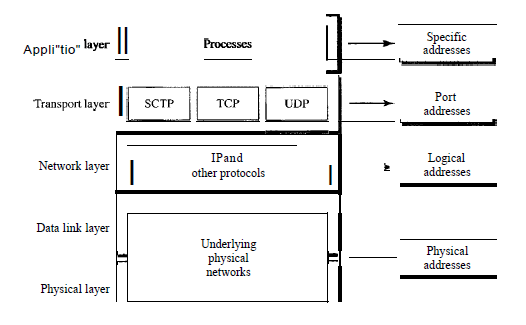 Appli"tio" layer
Processes
Specific
addresses
Transport layer
SCTP
TCP
UDP
Port
addresses
Network layer
IPand
other protocols
Logical
addresses
Data link layer
Underlying
physical
networks
Physical
addresses
Physical layer